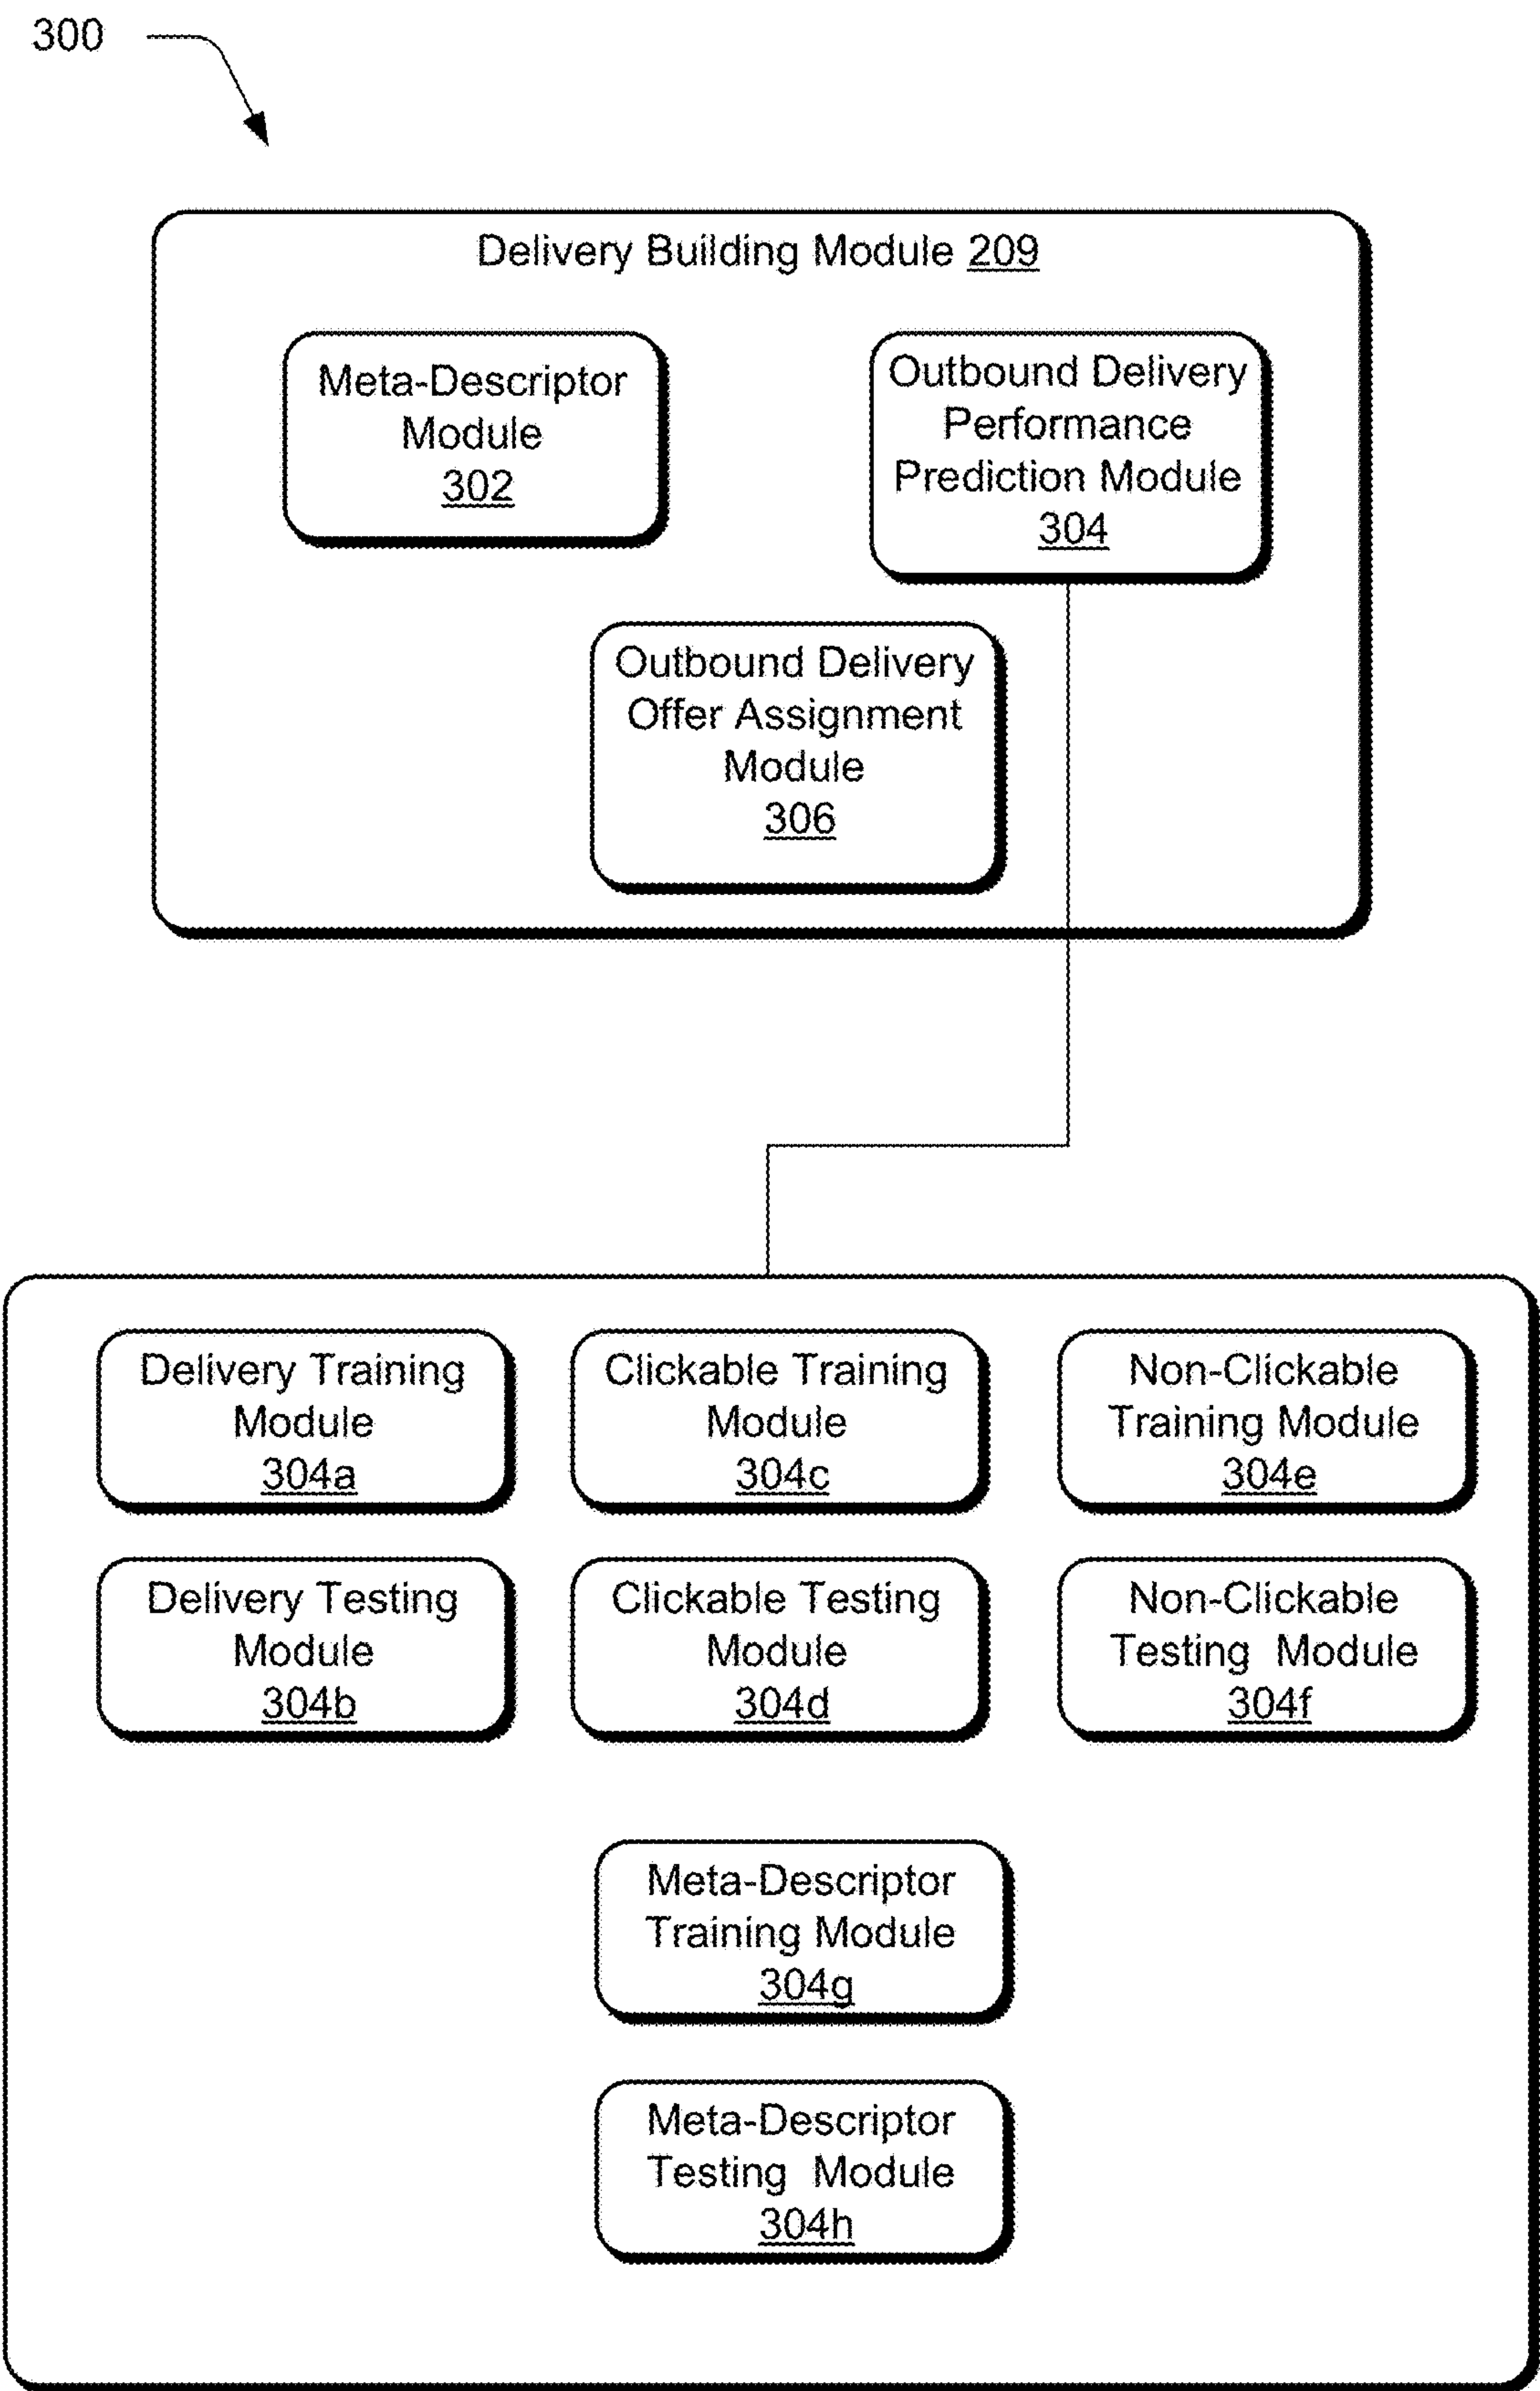 300
Delivery Building Module 209
Meta-Descriptor
Module
302
Outbound Delivery
Performance
Prediction Module
304
Outbound Delivery
Offer Assignment
Module
306
Delivery Training
Module
304a
Clickable Training
Module
304c
Non-Clickable
Training Module
304e
Delivery Testing
Module
304b
Clickable Testing
Module
304d
Non-Clickable
Testing Module
304f
Meta-Descriptor
Training Module
304g
Meta-Descriptor
Testing Module
304h